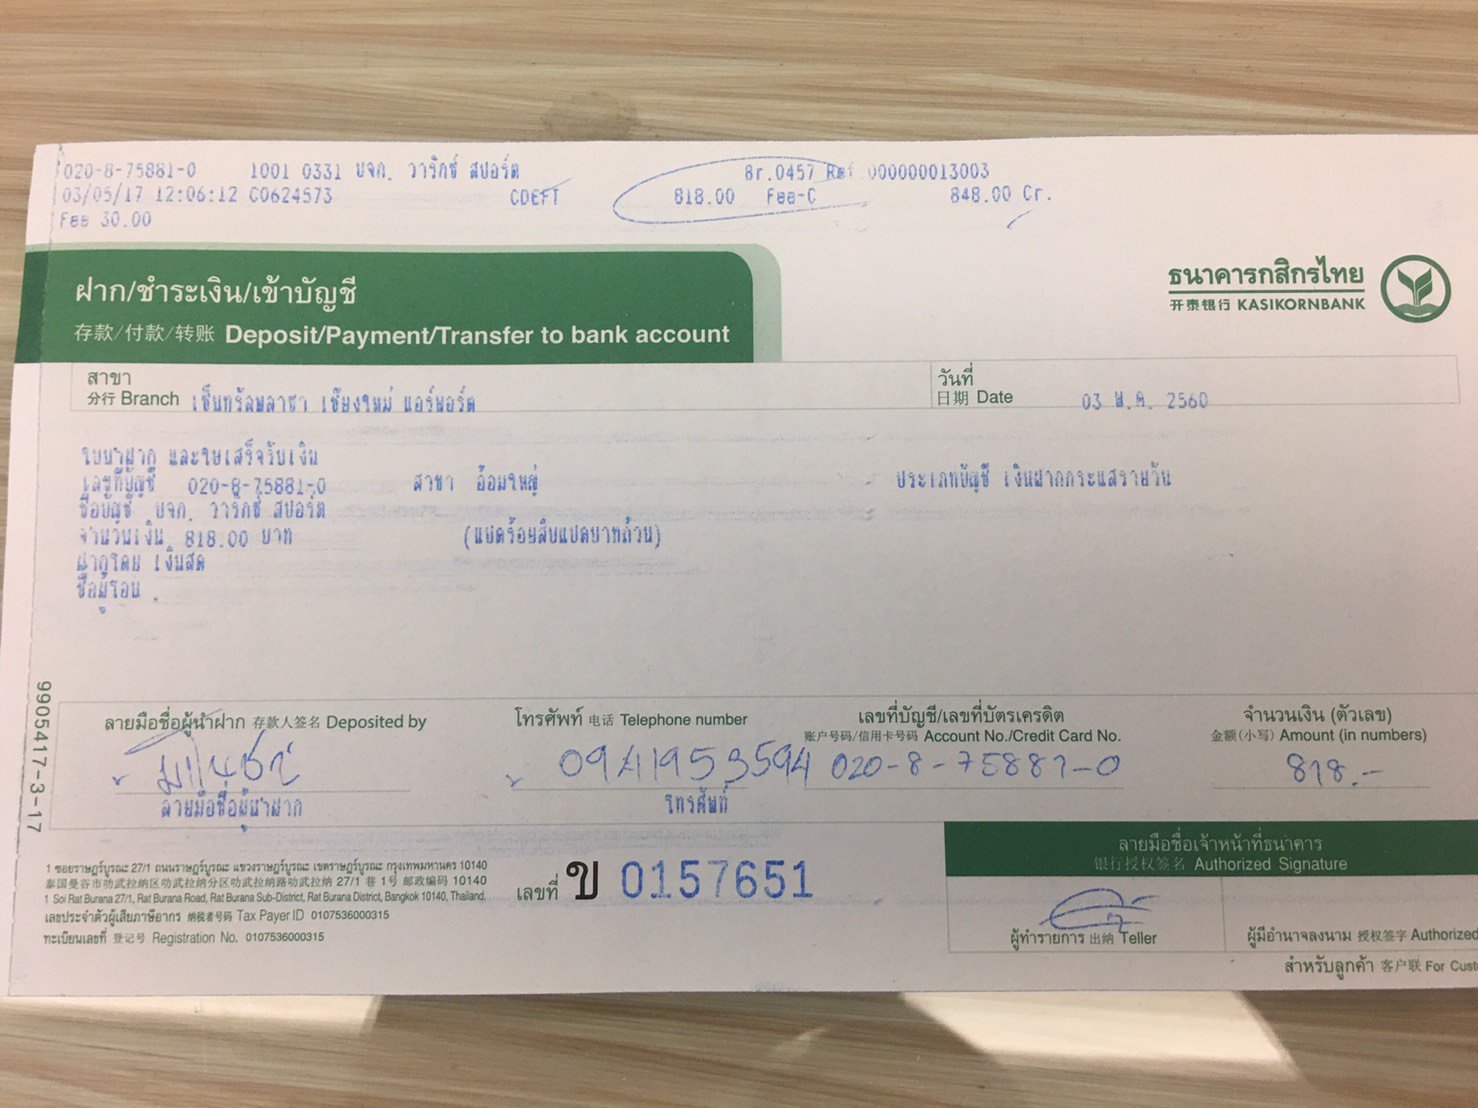 020-8-75881-0 1001 0331 บจก. วาริกซ์ สปอร์ต Br.0457 Ref 000000013003
03/05/17 12:06:12 C0624573 CDEFT 818.00 Fee-C 848.00 Cr.
Fee 30.00
ฝาก/ชำระเงิน/เข้าบัญชี
存款/付款/转账 Deposit/Payment/Transfer to bank account
ธนาคารกสิกรไทย
开泰银行 KASIKORNBANK
สาขา
分行 Branch เซ็นทรัลพลาซา เชียงใหม่ แอร์พอร์ต
วันที่
日期 Date 03 พ.ค. 2560
ใบนำฝาก และใบเสร็จรับเงิน
เลขที่บัญชี 020-8-75881-0 สาขา อ้อมใหญ่ ประเภทบัญชี เงินฝากกระแสรายวัน
ชื่อบัญชี บจก. วาริกซ์ สปอร์ต
จำนวนเงิน 818.00 บาท (แปดร้อยสิบแปดบาทถ้วน)
ฝากโดย เงินสด
ชื่อผู้โอน .
9905417-3-17
ลายมือชื่อผู้นำฝาก 存款人签名 Deposited by
โทรศัพท์ 电话 Telephone number
0941953594
เลขที่บัญชี/เลขที่บัตรเครดิต
账户号码/信用卡号码 Account No./Credit Card No.
020-8-75881-0
จำนวนเงิน (ตัวเลข)
金额(小写) Amount (in numbers)
818.-
ลายมือชื่อผู้นำฝาก โทรศัพท์
1 ซอยราษฎร์บูรณะ 27/1 ถนนราษฎร์บูรณะ แขวงราษฎร์บูรณะ เขตราษฎร์บูรณะ กรุงเทพมหานคร 10140
泰国曼谷市叻武拉纳区叻武拉纳分区叻武拉纳路叻武拉纳 27/1 巷 1号 邮政编码 10140
1 Soi Rat Burana 27/1, Rat Burana Road, Rat Burana Sub-District, Rat Burana District, Bangkok 10140, Thailand.
เลขประจำตัวผู้เสียภาษีอากร 纳税者号码 Tax Payer ID 0107536000315
ทะเบียนเลขที่ 登记号 Registration No. 0107536000315
เลขที่ ข 0157651
ลายมือชื่อเจ้าหน้าที่ธนาคาร
银行授权签名 Authorized Signature
ผู้ทำรายการ 出纳 Teller
ผู้มีอำนาจลงนาม 授权签字 Authorized
สำหรับลูกค้า 客户联 For Cust